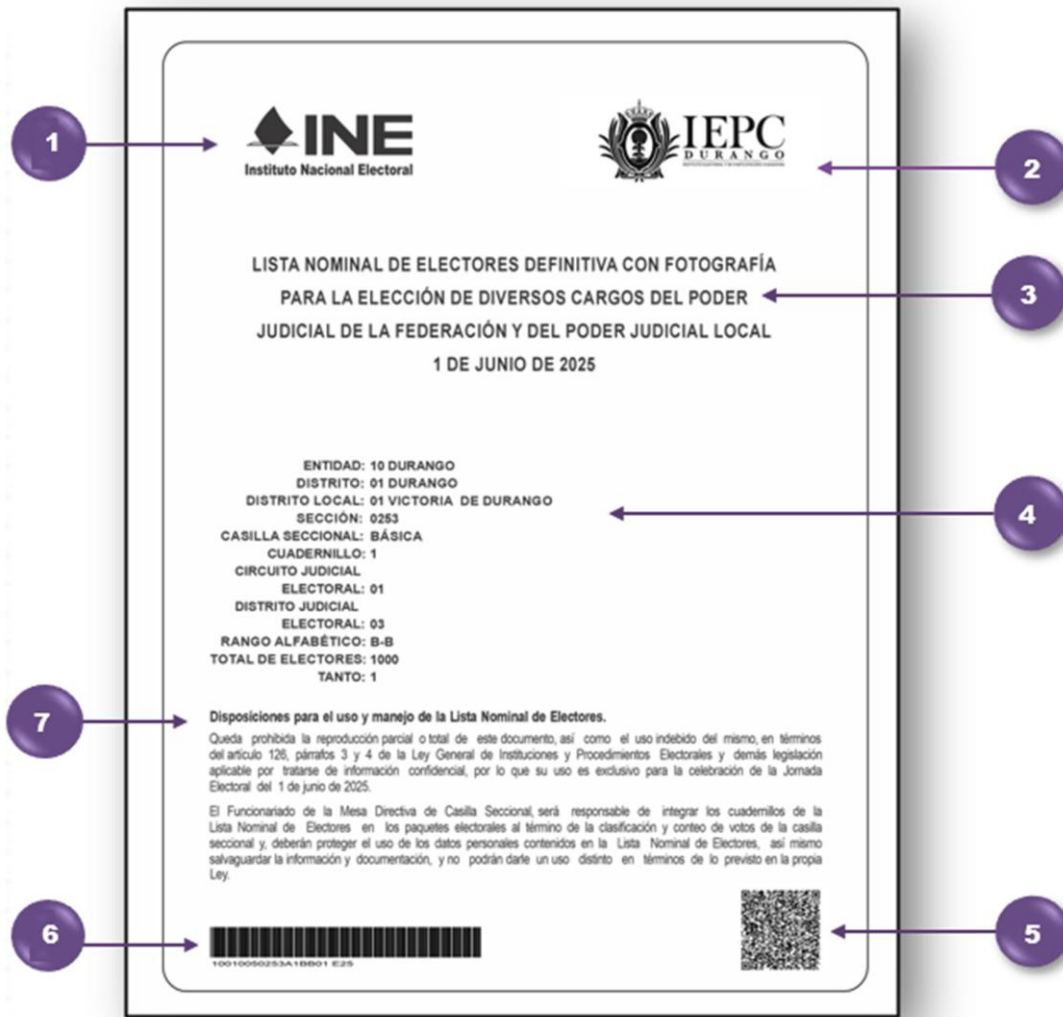 1
INE
Instituto Nacional Electoral
IEPC
DURANGO
2
LISTA NOMINAL DE ELECTORES DEFINITIVA CON FOTOGRAFÍA
PARA LA ELECCIÓN DE DIVERSOS CARGOS DEL PODER
3
JUDICIAL DE LA FEDERACIÓN Y DEL PODER JUDICIAL LOCAL
1 DE JUNIO DE 2025
ENTIDAD: 10 DURANGO
DISTRITO: 01 DURANGO
DISTRITO LOCAL: 01 VICTORIA DE DURANGO
4
SECCIÓN: 0253
CASILLA SECCIONAL: BÁSICA
CUADERNILLO: 1
CIRCUITO JUDICIAL
ELECTORAL: 01
DISTRITO JUDICIAL
ELECTORAL: 03
RANGO ALFABÉTICO: B-B
TOTAL DE ELECTORES: 1000
TANTO: 1
7
Disposiciones para el uso y manejo de la Lista Nominal de Electores.
Queda prohibida la reproducción parcial o total de este documento, así como el uso indebido del mismo, en términos
del artículo 126, párrafos 3 y 4 de la Ley General de Instituciones y Procedimientos Electorales y demás legislación
aplicable por tratarse de información confidencial, por lo que su uso es exclusivo para la celebración de la Jornada
Electoral del 1 de junio de 2025.
El Funcionariado de la Mesa Directiva de Casilla Seccional, será responsable de integrar los cuadernillos de la
Lista Nominal de Electores en los paquetes electorales al término de la clasificación y conteo de votos de la casilla
seccional y, deberán proteger el uso de los datos personales contenidos en la Lista Nominal de Electores, así mismo
salvaguardar la información y documentación, y no podrán darle un uso distinto en términos de lo previsto en la propia
Ley.
6
5
10010050253A1BB01 E25